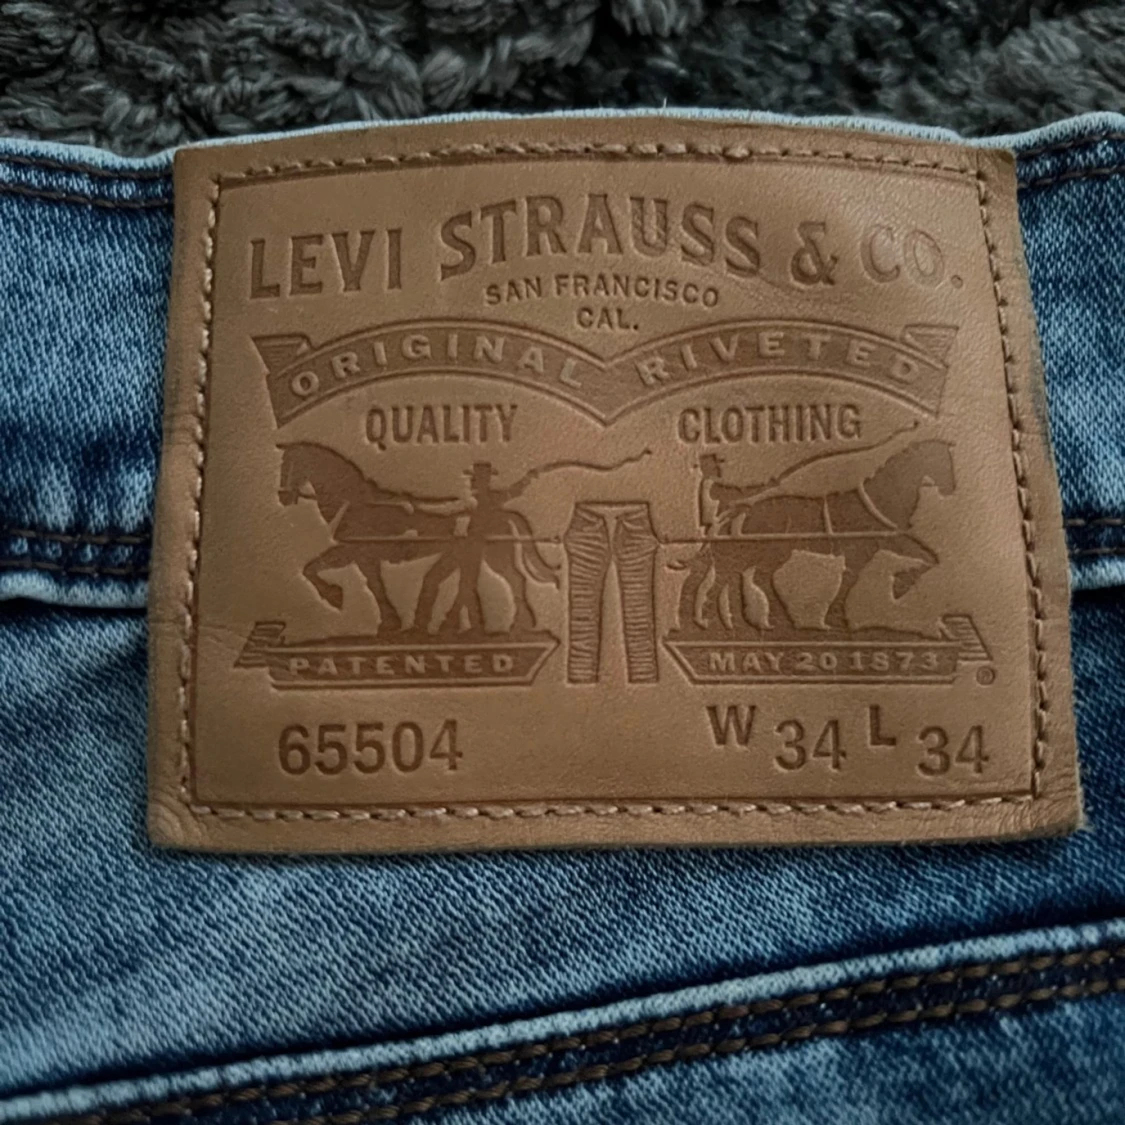 LEVI STRAUSS & CO.
SAN FRANCISCO
CAL.
ORIGINAL RIVETED
QUALITY CLOTHING
PATENTED MAY 20 1873 ®
65504 W 34 L 34